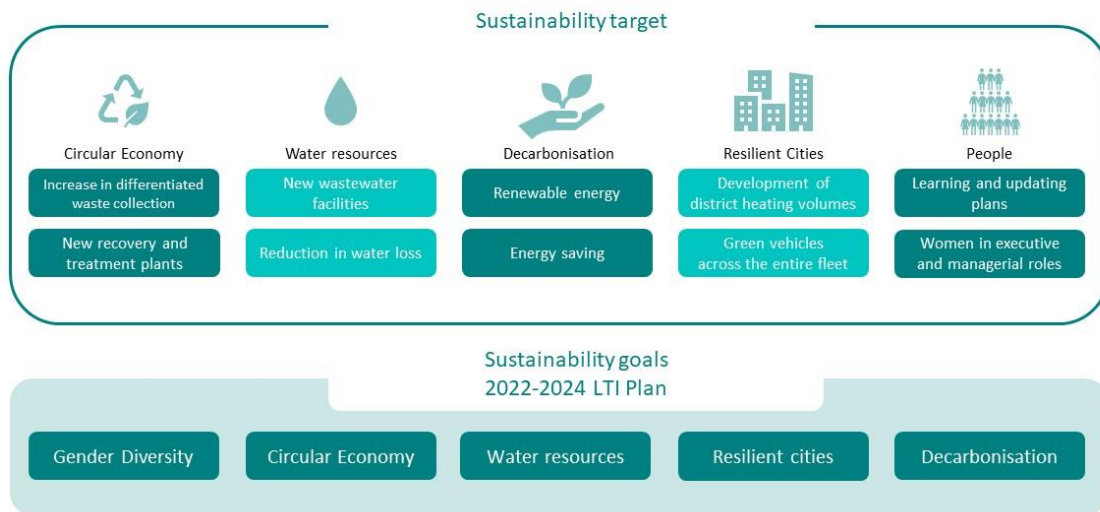 Sustainability target
Circular Economy
Water resources
Decarbonisation
Resilient Cities
People
Increase in differentiated
waste collection
New wastewater
facilities
Renewable energy
Development of
district heating volumes
Learning and updating
plans
New recovery and
treatment plants
Reduction in water loss
Energy saving
Green vehicles
across the entire fleet
Women in executive
and managerial roles
Sustainability goals
2022-2024 LTI Plan
Gender Diversity
Circular Economy
Water resources
Resilient cities
Decarbonisation